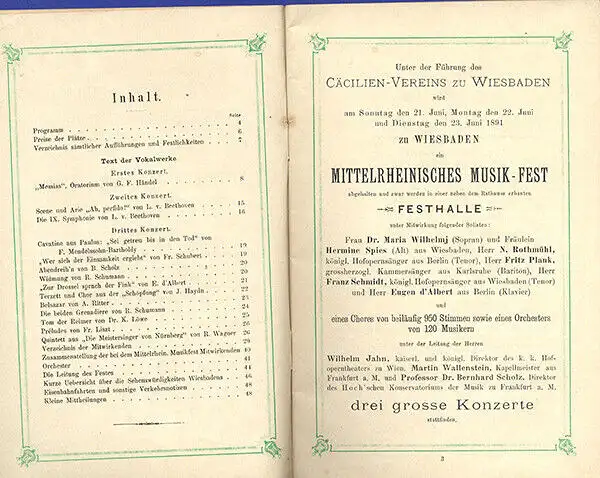 Inhalt.
Seite
Programm . . . 4
Preise der Plätze . . . 6
Verzeichnis sämtlicher Aufführungen und Festlichkeiten . . . 7
Text der Vokalwerke
Erstes Konzert.
„Messias“, Oratorium von G. F. Händel . . . 8
Zweites Konzert.
Scene und Arie „Ah, perfido!“ von L. v. Beethoven . . . 15
Die IX. Symphonie von L. v. Beethoven . . . 16
Drittes Konzert.
Cavatine aus Paulus: „Sei getreu bis in den Tod“ von
F. Mendelssohn-Bartholdy . . . 19
„Wer sich der Einsamkeit ergiebt“ von Fr. Schubert . . . 19
Abendreih'n von B. Scholz . . . 20
Widmung von R. Schumann . . . 20
„Zur Drossel sprach der Fink“ von E. d'Albert . . . 21
Terzett und Chor aus der „Schöpfung“ von J. Haydn . . . 22
Belsazar von A. Ritter . . . 23
Die beiden Grenadiere von R. Schumann . . . 24
Tom der Reimer von Dr. K. Löwe . . .
Préludes von Fr. Liszt . . . 26
Quintett aus „Die Meistersinger von Nürnberg“ von R. Wagner . . . 26
Verzeichnis der Mitwirkenden . . . 29
Zusammenstellung der bei dem Mittelrhein. Musikfest Mitwirkenden . . . 40
Orchester . . . 41
Die Leitung des Festes . . . 44
Kurze Uebersicht über die Sehenswürdigkeiten Wiesbadens . . . 46
Eisenbahnfahrten und sonstige Verkehrsnotizen . . . 48
Kleine Mittheilungen . . . 48
Unter der Führung des
CÄCILIEN-VEREINS ZU WIESBADEN
wird
am Sonntag den 21. Juni, Montag den 22. Juni
und Dienstag den 23. Juni 1891
ZU WIESBADEN
ein
MITTELRHEINISCHES MUSIK-FEST
abgehalten und zwar werden in einer neben dem Rathause erbauten
FESTHALLE
unter Mitwirkung folgender Solisten:
Frau Dr. Maria Wilhelmj (Sopran) und Fräulein
Hermine Spies (Alt) aus Wiesbaden, Herr N. Rothmühl,
königl. Hofopernsänger aus Berlin (Tenor), Herr Fritz Plank,
grossherzogl. Kammersänger aus Karlsruhe (Bariton), Herr
Franz Schmidt, königl. Hofopernsänger aus Berlin (Tenor)
und Herr Eugen d'Albert aus Berlin (Klavier)
und
eines Chores von beiläufig 950 Stimmen sowie eines Orchesters
von 120 Musikern
unter der Leitung der Herren
Wilhelm Jahn, kaiserl. und königl. Direktor des k. k. Hof-
operntheaters zu Wien, Martin Wallenstein, Kapellmeister aus
Frankfurt a. M. und Professor Dr. Bernhard Scholz, Direktor
des Hoch'schen Konservatoriums der Musik zu Frankfurt a. M.
drei grosse Konzerte
stattfinden.
3